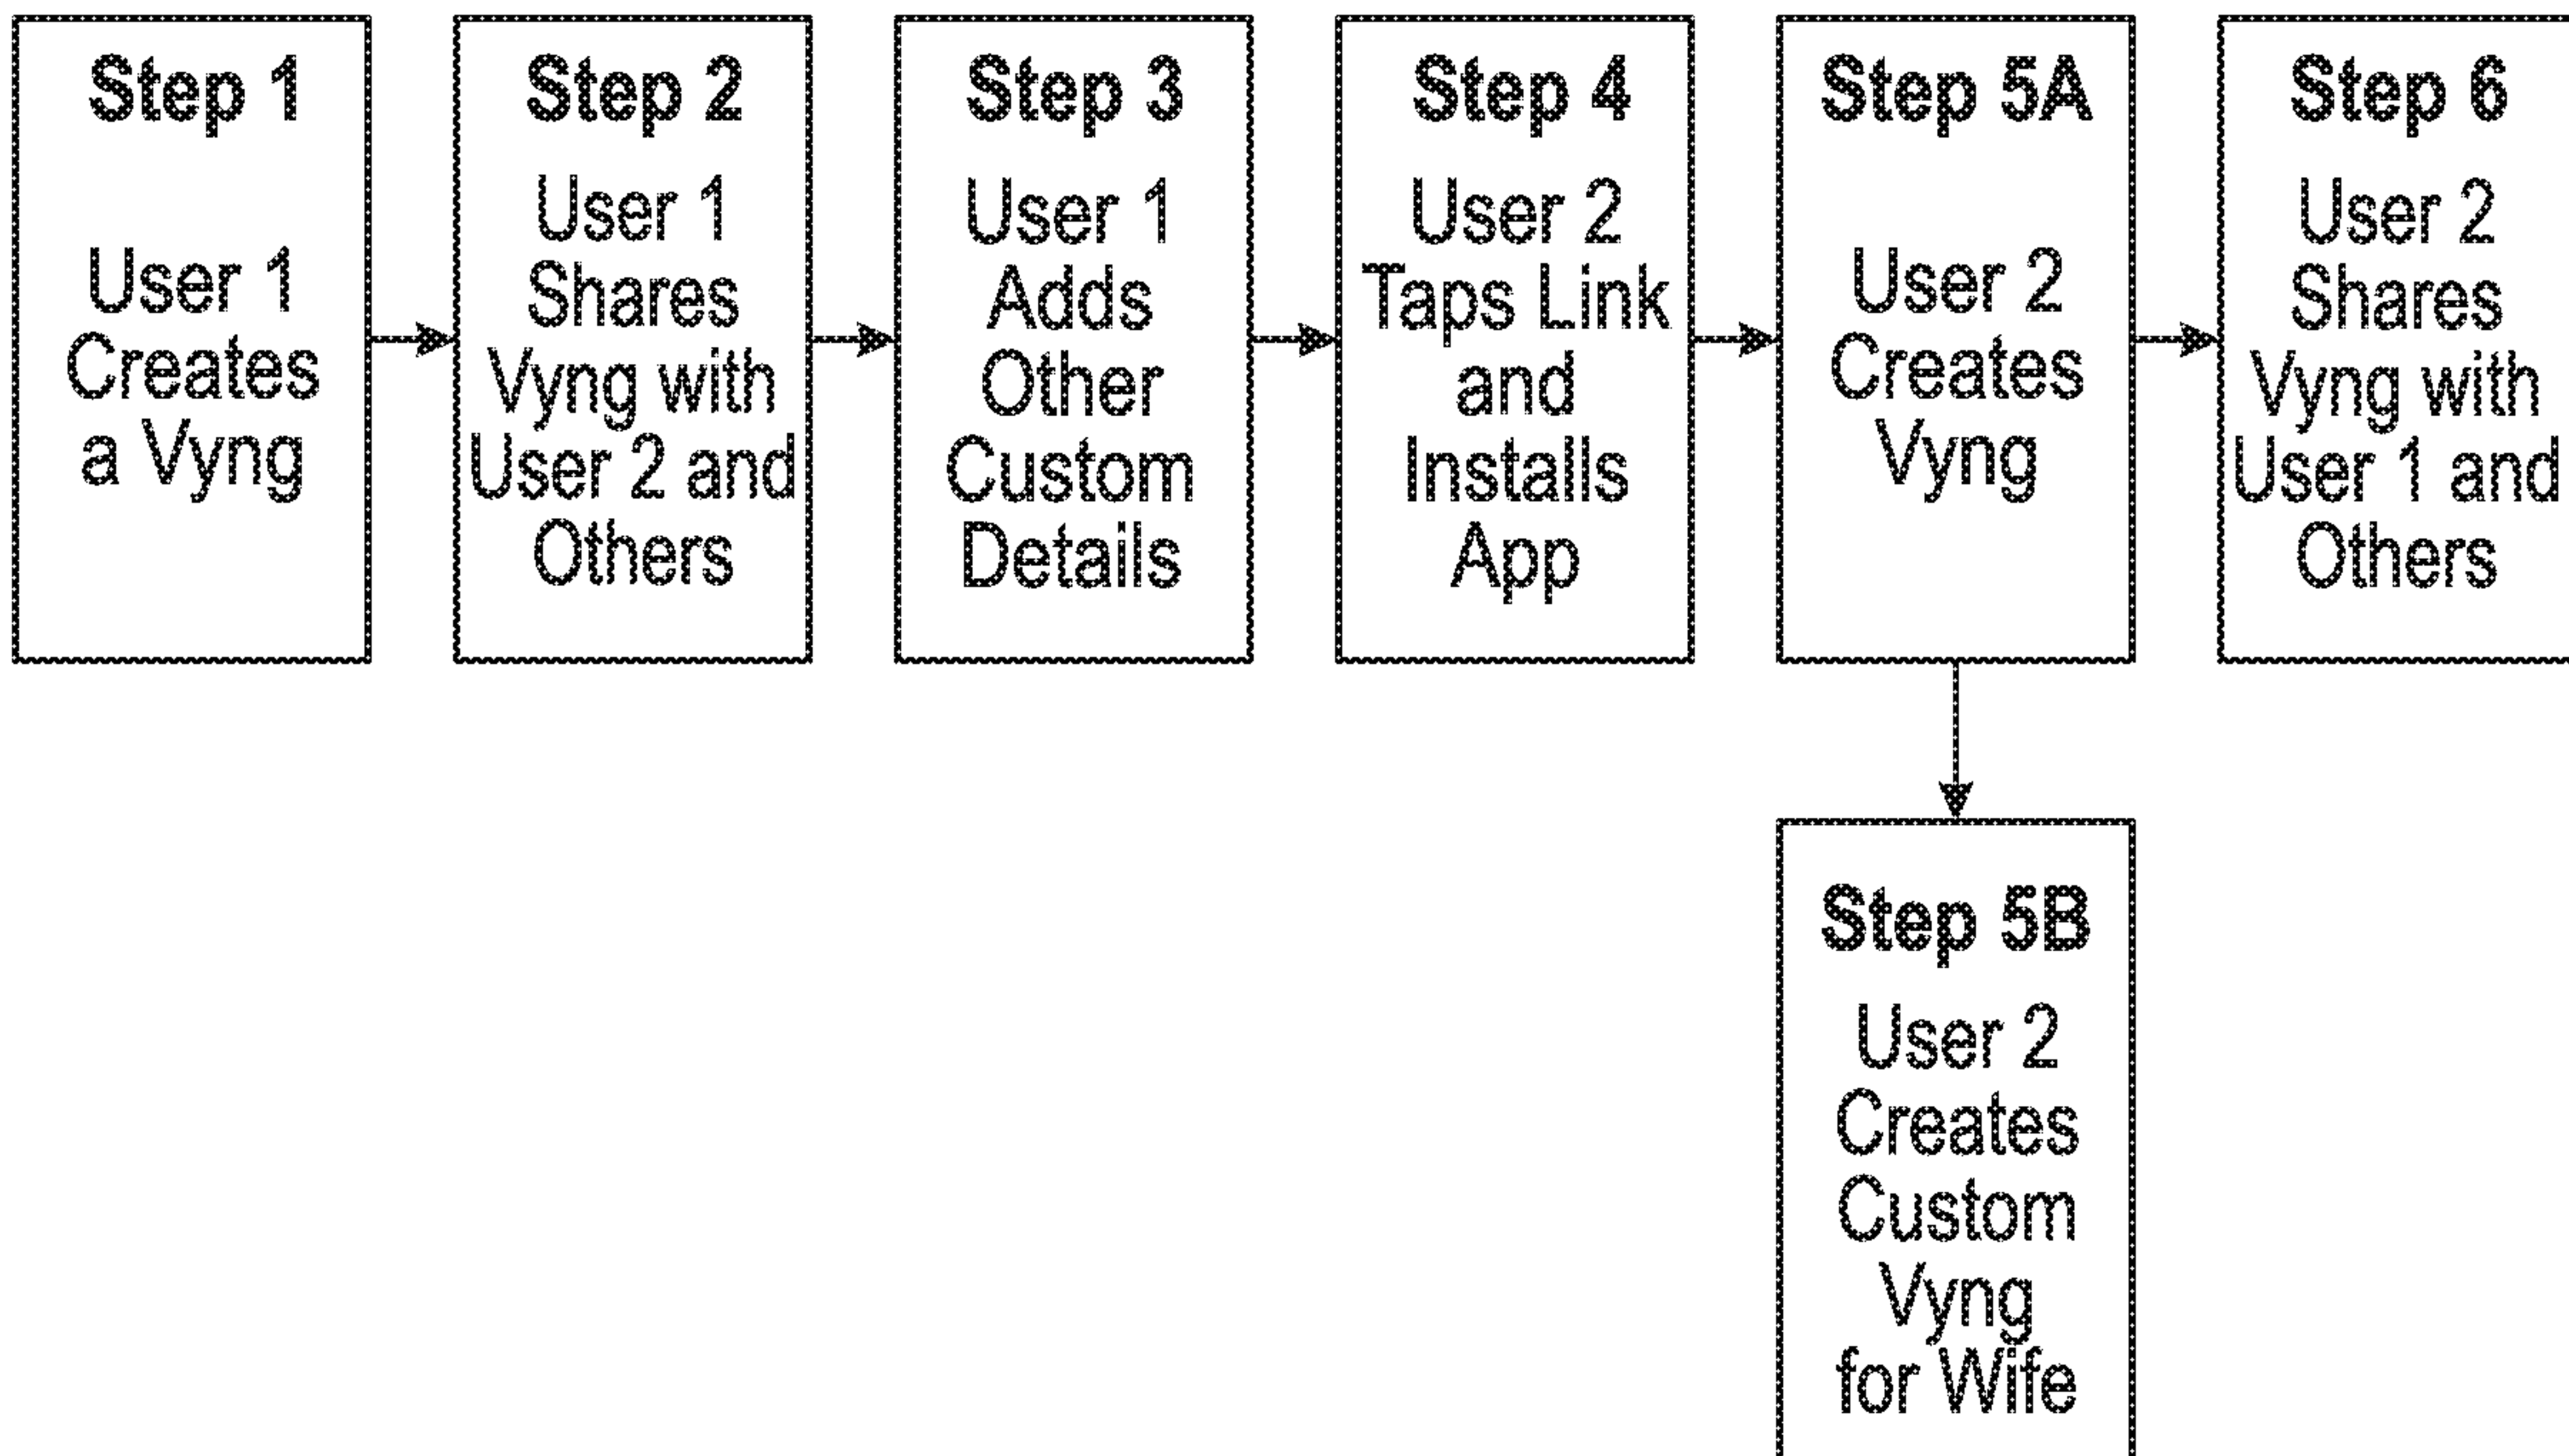 Step 1
User 1
Creates
a Vyng
Step 2
User 1
Shares
Vyng with
User 2 and
Others
Step 3
User 1
Adds
Other
Custom
Details
Step 4
User 2
Taps Link
and
Installs
App
Step 5A
User 2
Creates
Vyng
Step 6
User 2
Shares
Vyng with
User 1 and
Others
Step 5B
User 2
Creates
Custom
Vyng
for Wife